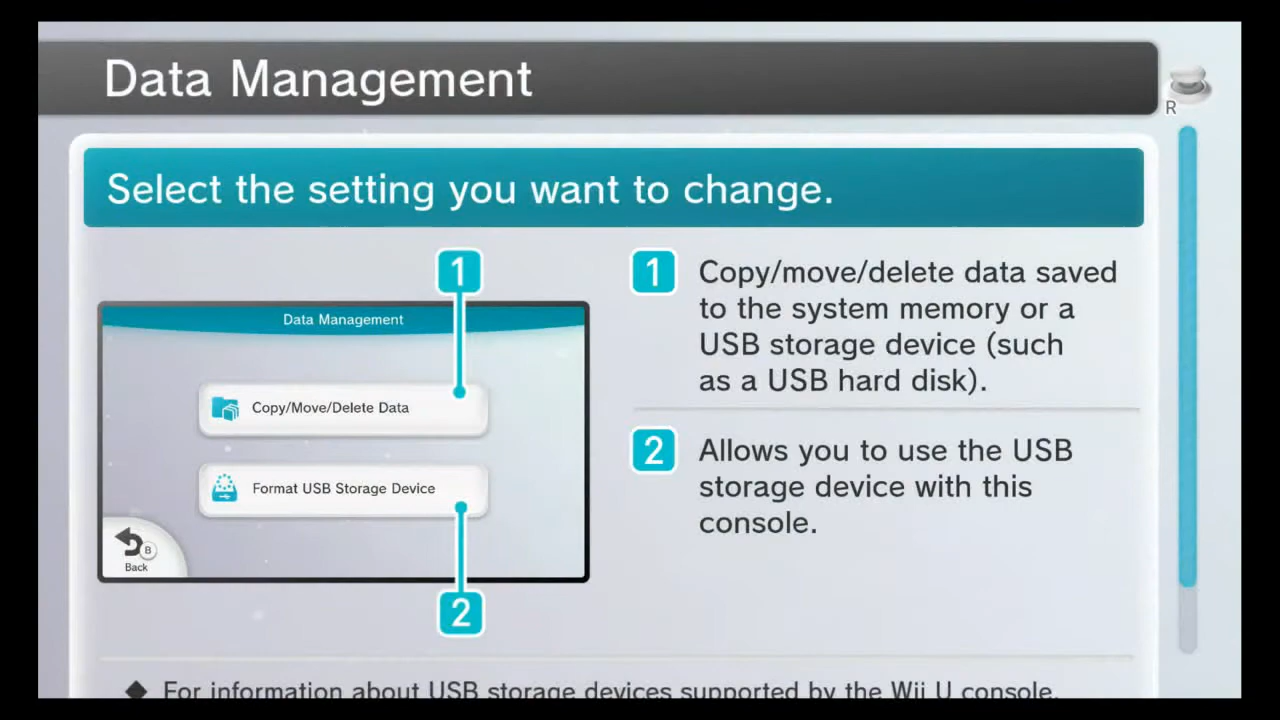 Data Management
R
Select the setting you want to change.
1
Data Management
Copy/Move/Delete Data
Format USB Storage Device
B
Back
2
1
Copy/move/delete data saved
to the system memory or a
USB storage device (such
as a USB hard disk).
2
Allows you to use the USB
storage device with this
console.
◆ For information about USB storage devices supported by the Wii U console,